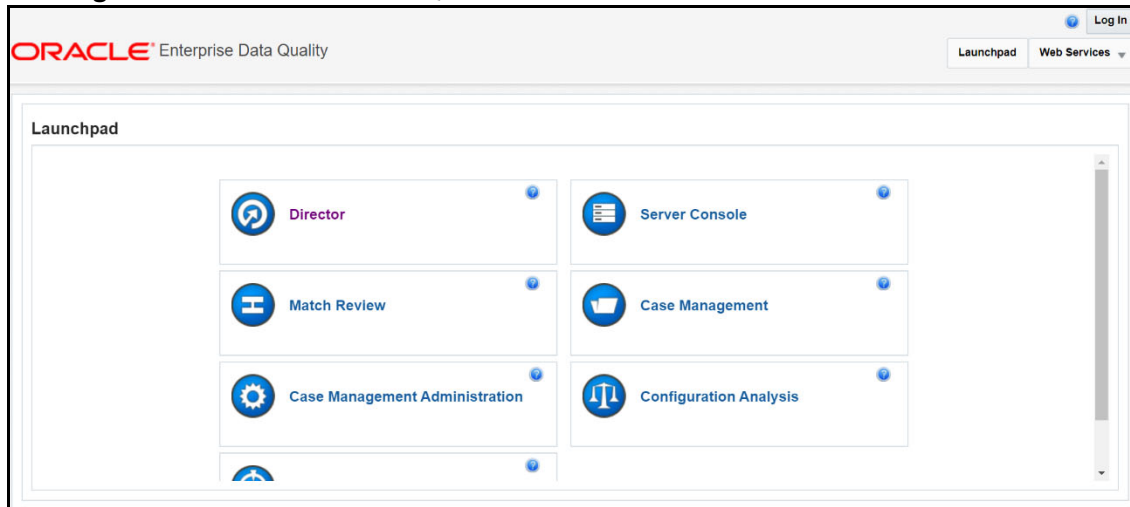 Log In
ORACLE® Enterprise Data Quality
Launchpad Web Services
Launchpad
Director
Server Console
Match Review
Case Management
Case Management Administration
Configuration Analysis